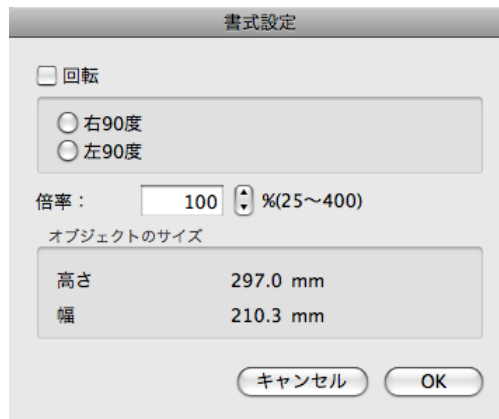 書式設定
回転
右90度
左90度
倍率： 100 %(25～400)
オブジェクトのサイズ
高さ 297.0 mm
幅 210.3 mm
キャンセル OK